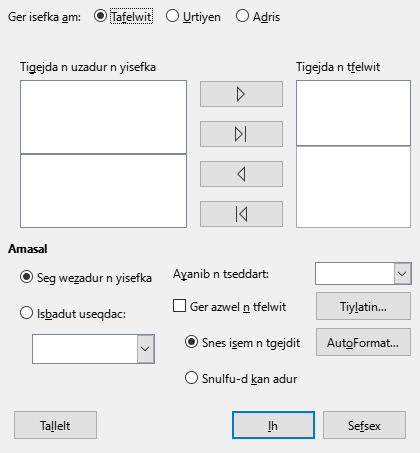 Ger isefka am: Tafelwit Urtiyen Adris
Tigejda n uzadur n yisefka Tigejda n tfelwit
Amasal
Seg weẓadur n yisefka Aɣanib n tseddart:
Isbadut useqdac: Ger azwel n tfelwit Tiɣlatin...
Snes isem n tgejdit AutoFormat...
Snulfu-d kan adur
Tallelt Ih Sefsex